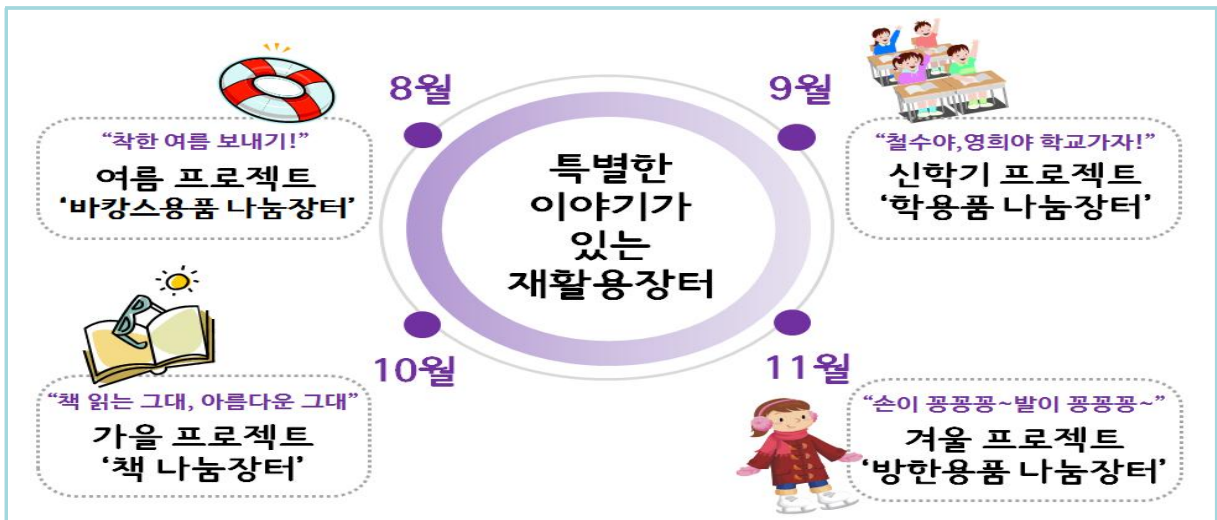 8월
“착한 여름 보내기!”
여름 프로젝트
‘바캉스용품 나눔장터’
9월
“철수야,영희야 학교가자!”
신학기 프로젝트
‘학용품 나눔장터’
특별한
이야기가
있는
재활용장터
10월
“책 읽는 그대, 아름다운 그대”
가을 프로젝트
‘책 나눔장터’
11월
“손이 꽁꽁꽁~발이 꽁꽁꽁~”
겨울 프로젝트
‘방한용품 나눔장터’